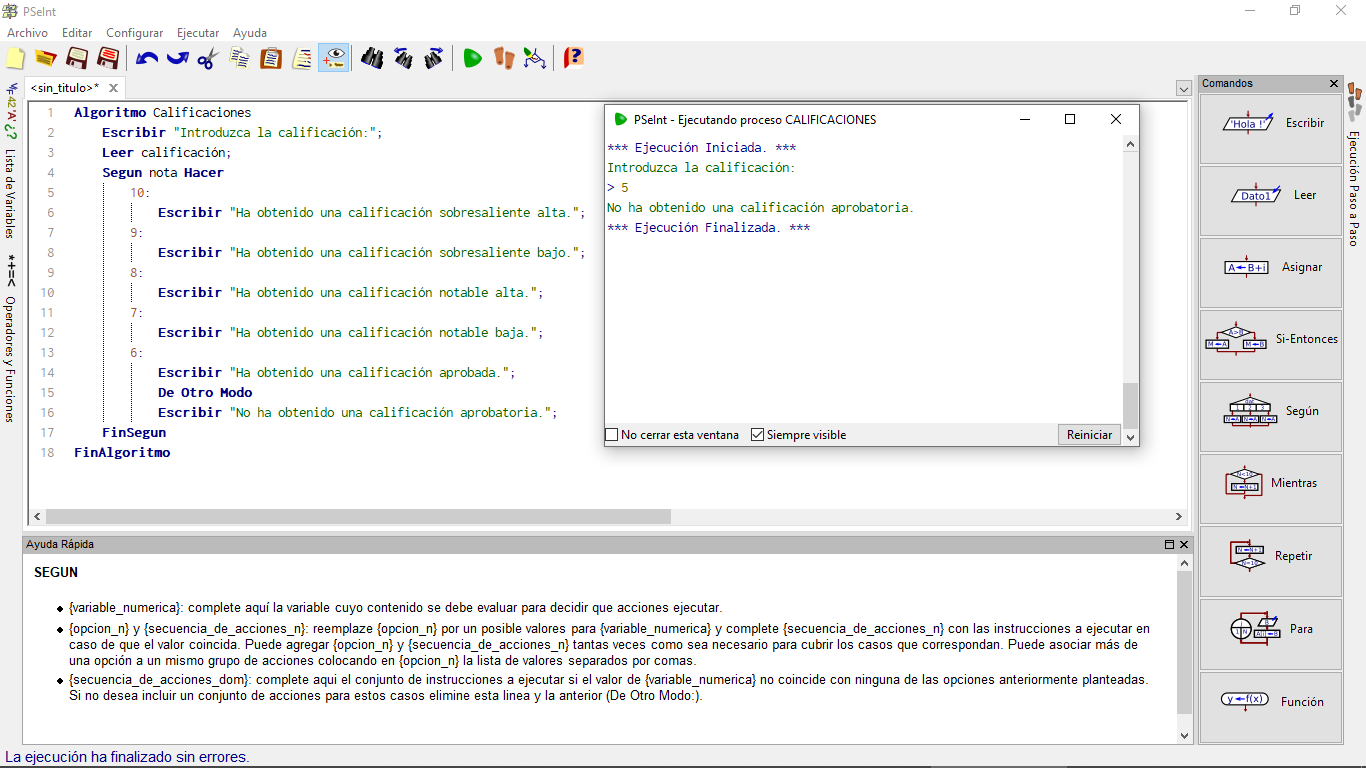 PSeInt
Archivo Editar Configurar Ejecutar Ayuda
<sin_titulo>*
1 Algoritmo Calificaciones
2 Escribir "Introduzca la calificación:";
3 Leer calificación;
4 Segun nota Hacer
5 10:
6 Escribir "Ha obtenido una calificación sobresaliente alta.";
7 9:
8 Escribir "Ha obtenido una calificación sobresaliente bajo.";
9 8:
10 Escribir "Ha obtenido una calificación notable alta.";
11 7:
12 Escribir "Ha obtenido una calificación notable baja.";
13 6:
14 Escribir "Ha obtenido una calificación aprobada.";
15 De Otro Modo
16 Escribir "No ha obtenido una calificación aprobatoria.";
17 FinSegun
18 FinAlgoritmo
PSeInt - Ejecutando proceso CALIFICACIONES
*** Ejecución Iniciada. ***
Introduzca la calificación:
> 5
No ha obtenido una calificación aprobatoria.
*** Ejecución Finalizada. ***
No cerrar esta ventana Siempre visible Reiniciar
42 'A' ¿?
Lista de Variables
*+=<
Operadores y Funciones
Comandos
'Hola !' Escribir
Dato1 Leer
A←B+i Asignar
A>B Si-Entonces
Según
Mientras
Repetir
Para
y←f(x) Función
Ejecución Paso a Paso
Ayuda Rápida
SEGUN
{variable_numerica}: complete aquí la variable cuyo contenido se debe evaluar para decidir que acciones ejecutar.
{opcion_n} y {secuencia_de_acciones_n}: reemplaze {opcion_n} por un posible valores para {variable_numerica} y complete {secuencia_de_acciones_n} con las instrucciones a ejecutar en
caso de que el valor coincida. Puede agregar {opcion_n} y {secuencia_de_acciones_n} tantas veces como sea necesario para cubrir los casos que correspondan. Puede asociar más de
una opción a un mismo grupo de acciones colocando en {opcion_n} la lista de valores separados por comas.
{secuencia_de_acciones_dom}: complete aqui el conjunto de instrucciones a ejecutar si el valor de {variable_numerica} no coincide con ninguna de las opciones anteriormente planteadas.
Si no desea incluir un conjunto de acciones para estos casos elimine esta linea y la anterior (De Otro Modo:).
La ejecución ha finalizado sin errores.